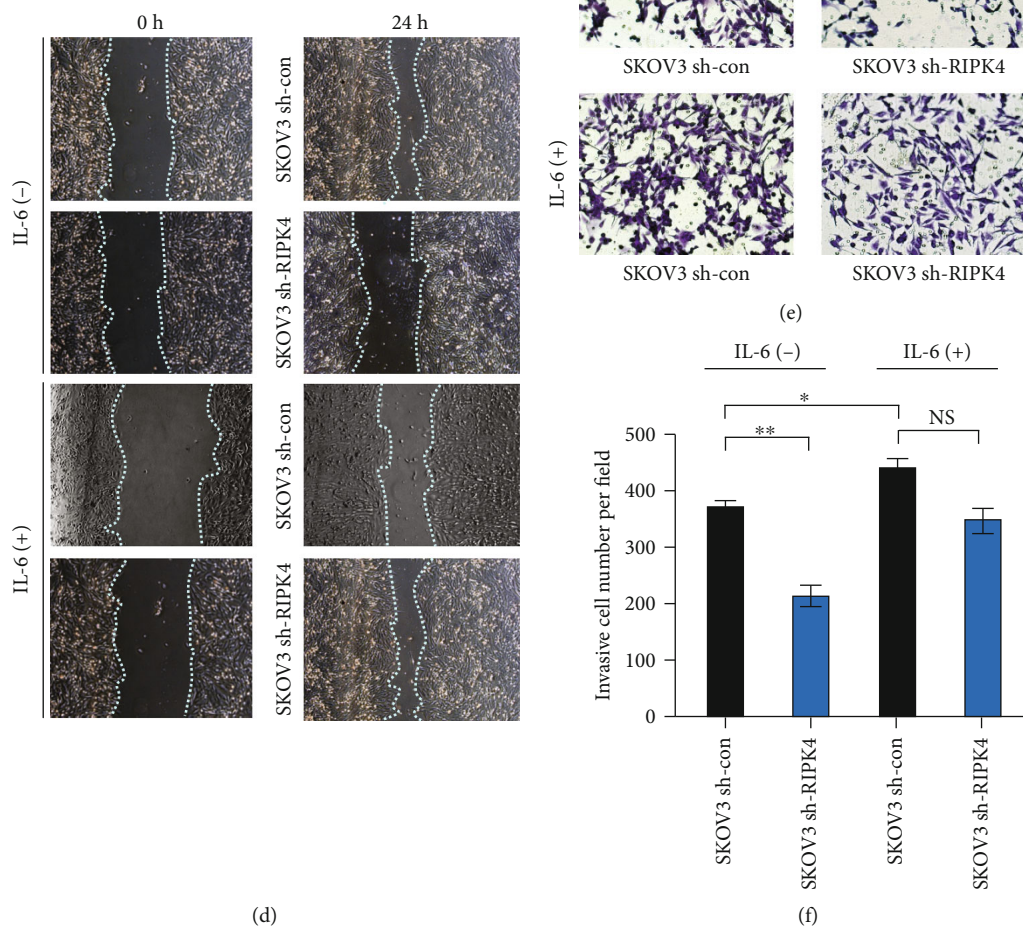 0 h
24 h
IL-6 (–)
SKOV3 sh-con
SKOV3 sh-RIPK4
IL-6 (+)
SKOV3 sh-con
SKOV3 sh-RIPK4
(d)
SKOV3 sh-con
SKOV3 sh-RIPK4
IL-6 (+)
SKOV3 sh-con
SKOV3 sh-RIPK4
(e)
IL-6 (–)
IL-6 (+)
*
**
NS
Invasive cell number per field
500
400
300
200
100
0
SKOV3 sh-con
SKOV3 sh-RIPK4
SKOV3 sh-con
SKOV3 sh-RIPK4
(f)